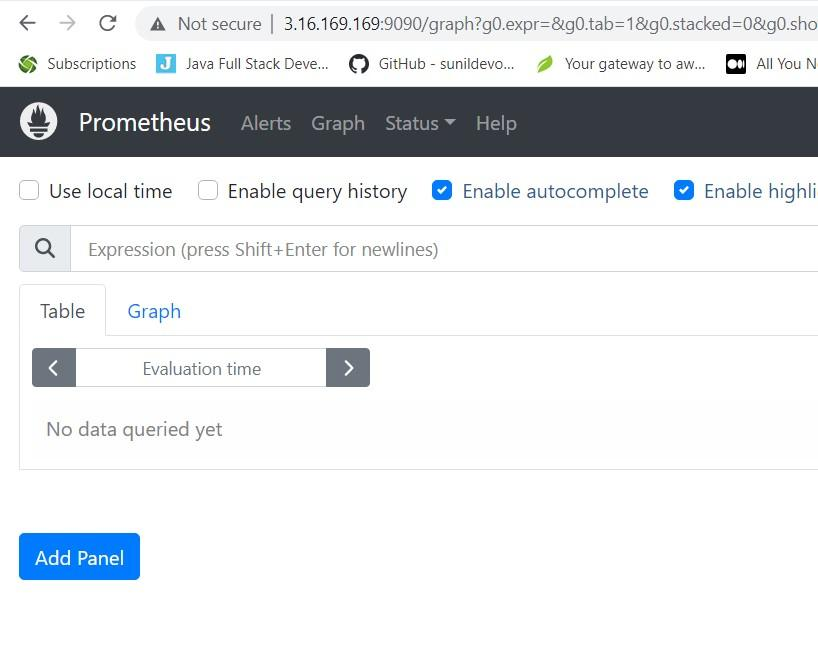 Not secure | 3.16.169.169:9090/graph?g0.expr=&g0.tab=1&g0.stacked=0&g0.sho
Subscriptions J Java Full Stack Deve... GitHub - sunildevo... Your gateway to aw... All You N
Prometheus Alerts Graph Status Help
Use local time Enable query history Enable autocomplete Enable highli
Expression (press Shift+Enter for newlines)
Table Graph
Evaluation time
No data queried yet
Add Panel